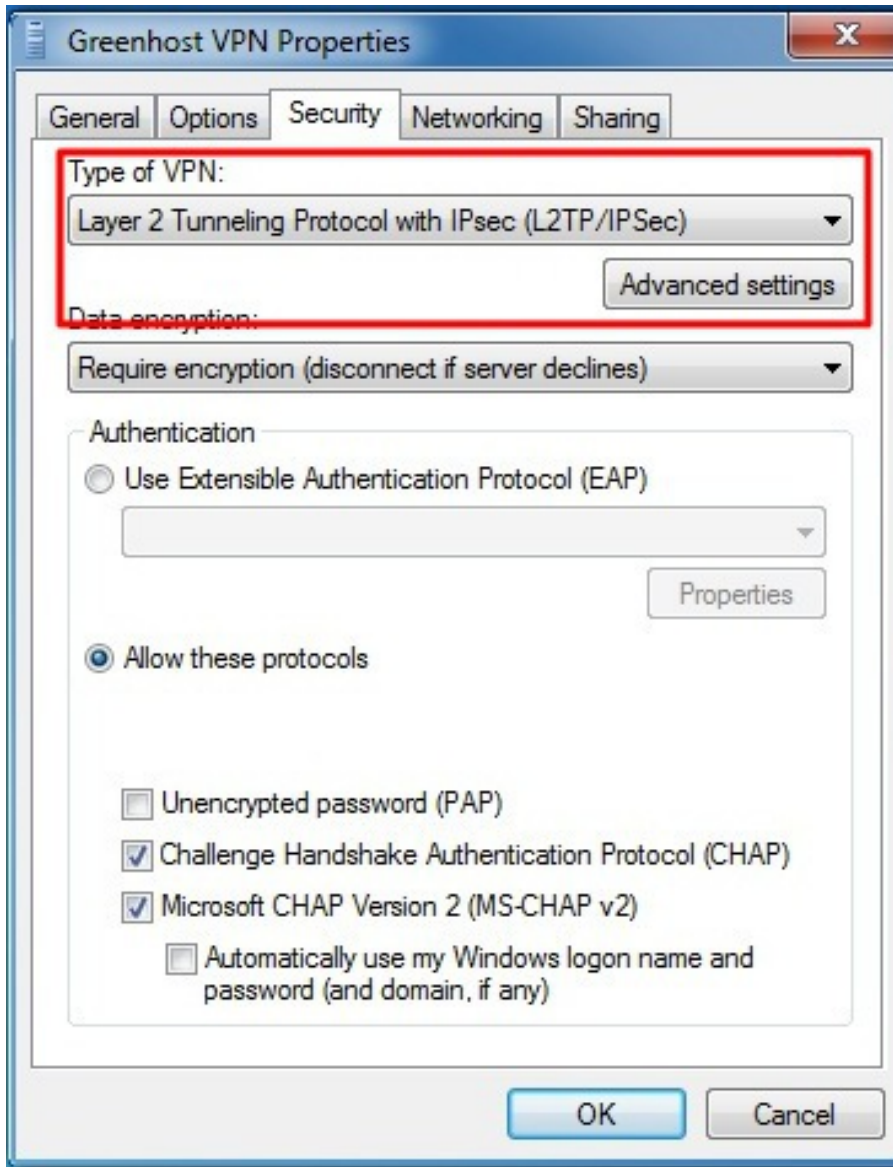 Greenhost VPN Properties
General Options Security Networking Sharing
Type of VPN:
Layer 2 Tunneling Protocol with IPsec (L2TP/IPSec)
Advanced settings
Data encryption:
Require encryption (disconnect if server declines)
Authentication
Use Extensible Authentication Protocol (EAP)
Properties
Allow these protocols
Unencrypted password (PAP)
Challenge Handshake Authentication Protocol (CHAP)
Microsoft CHAP Version 2 (MS-CHAP v2)
Automatically use my Windows logon name and
password (and domain, if any)
OK Cancel